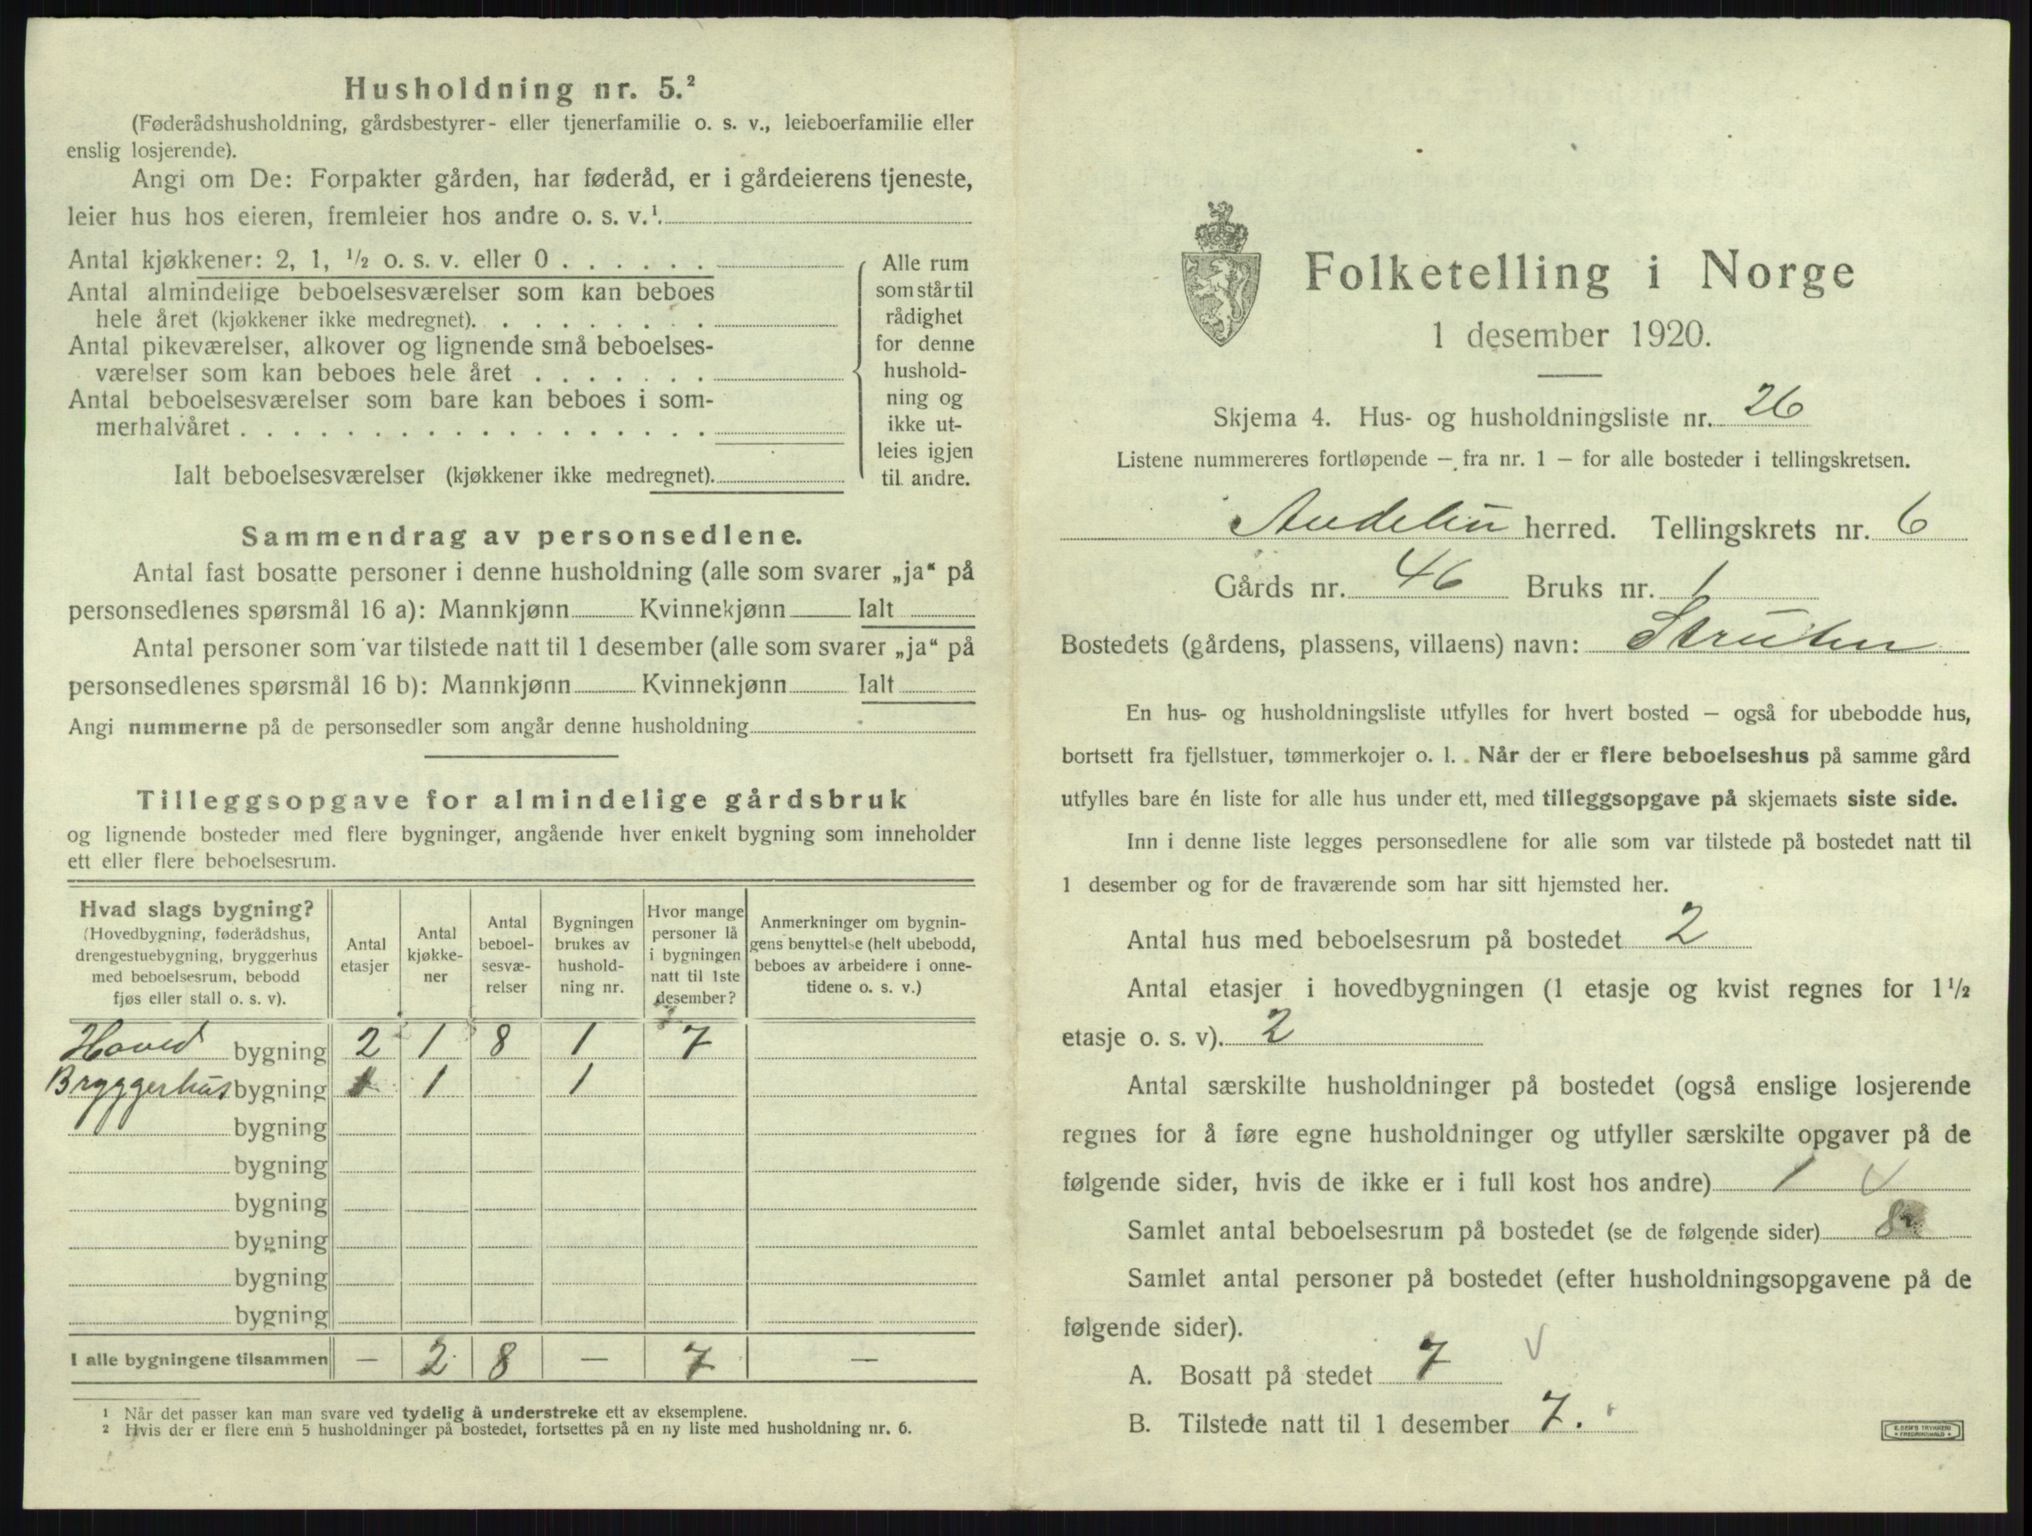 Husholdning nr. 5.²
(Føderådshusholdning, gårdsbestyrer- eller tjenerfamilie o. s. v., leieboerfamilie eller
enslig losjerende).
Angi om De: Forpakter gården, har føderåd, er i gårdeierens tjeneste,
leier hus hos eieren, fremleier hos andre o. s. v.¹
Antal kjøkkener: 2, 1, ½ o. s. v. eller 0
Antal almindelige beboelsesværelser som kan beboes
hele året (kjøkkener ikke medregnet)
Antal pikeværelser, alkover og lignende små beboelses-
værelser som kan beboes hele året
Antal beboelsesværelser som bare kan beboes i som-
merhalvåret
Ialt beboelsesværelser (kjøkkener ikke medregnet)
Alle rum
som står til
rådighet
for denne
hushold-
ning og
ikke ut-
leies igjen
til andre.
Sammendrag av personsedlene.
Antal fast bosatte personer i denne husholdning (alle som svarer „ja“ på
personsedlenes spørsmål 16 a): Mannkjønn Kvinnekjønn Ialt
Antal personer som var tilstede natt til 1 desember (alle som svarer „ja“ på
personsedlenes spørsmål 16 b): Mannkjønn Kvinnekjønn Ialt
Angi nummerne på de personsedler som angår denne husholdning
Tilleggsopgave for almindelige gårdsbruk
og lignende bosteder med flere bygninger, angående hver enkelt bygning som inneholder
ett eller flere beboelsesrum.
Hvad slags bygning?
(Hovedbygning, føderådshus,
drengestuebygning, bryggerhus
med beboelsesrum, bebodd
fjøs eller stall o. s. v).
Antal
etasjer
Antal
kjøkke-
ner
Antal
beboel-
sesvæ-
relser
Bygningen
brukes av
hushold-
ning nr.
Hvor mange
personer lå
i bygningen
natt til 1ste
desember?
Anmerkninger om bygnin-
gens benyttelse (helt ubebodd,
beboes av arbeidere i onne-
tidene o. s. v.)
Hoved bygning 2 1 8 1 7
Bryggerhus bygning 1 1 1
bygning
bygning
bygning
bygning
bygning
bygning
I alle bygningene tilsammen — 2 8 — 7 —
¹ Når det passer kan man svare ved tydelig å understreke ett av eksemplene.
² Hvis der er flere enn 5 husholdninger på bostedet, fortsettes på en ny liste med husholdning nr. 6.
Folketelling i Norge
1 desember 1920.
Skjema 4. Hus- og husholdningsliste nr. 26
Listene nummereres fortløpende – fra nr. 1 – for alle bosteder i tellingskretsen.
Andebu herred. Tellingskrets nr. 6
Gårds nr. 46 Bruks nr. 1
Bostedets (gårdens, plassens, villaens) navn: Struten
En hus- og husholdningsliste utfylles for hvert bosted – også for ubebodde hus,
bortsett fra fjellstuer, tømmerkojer o. l. Når der er flere beboelseshus på samme gård
utfylles bare én liste for alle hus under ett, med tilleggsopgave på skjemaets siste side.
Inn i denne liste legges personsedlene for alle som var tilstede på bostedet natt til
1 desember og for de fraværende som har sitt hjemsted her.
Antal hus med beboelsesrum på bostedet 2
Antal etasjer i hovedbygningen (1 etasje og kvist regnes for 1½
etasje o. s. v). 2
Antal særskilte husholdninger på bostedet (også enslige losjerende
regnes for å føre egne husholdninger og utfyller særskilte opgaver på de
følgende sider, hvis de ikke er i full kost hos andre) 1 ✓
Samlet antal beboelsesrum på bostedet (se de følgende sider) 8
Samlet antal personer på bostedet (efter husholdningsopgavene på de
følgende sider).
A. Bosatt på stedet 7 ✓
B. Tilstede natt til 1 desember 7.